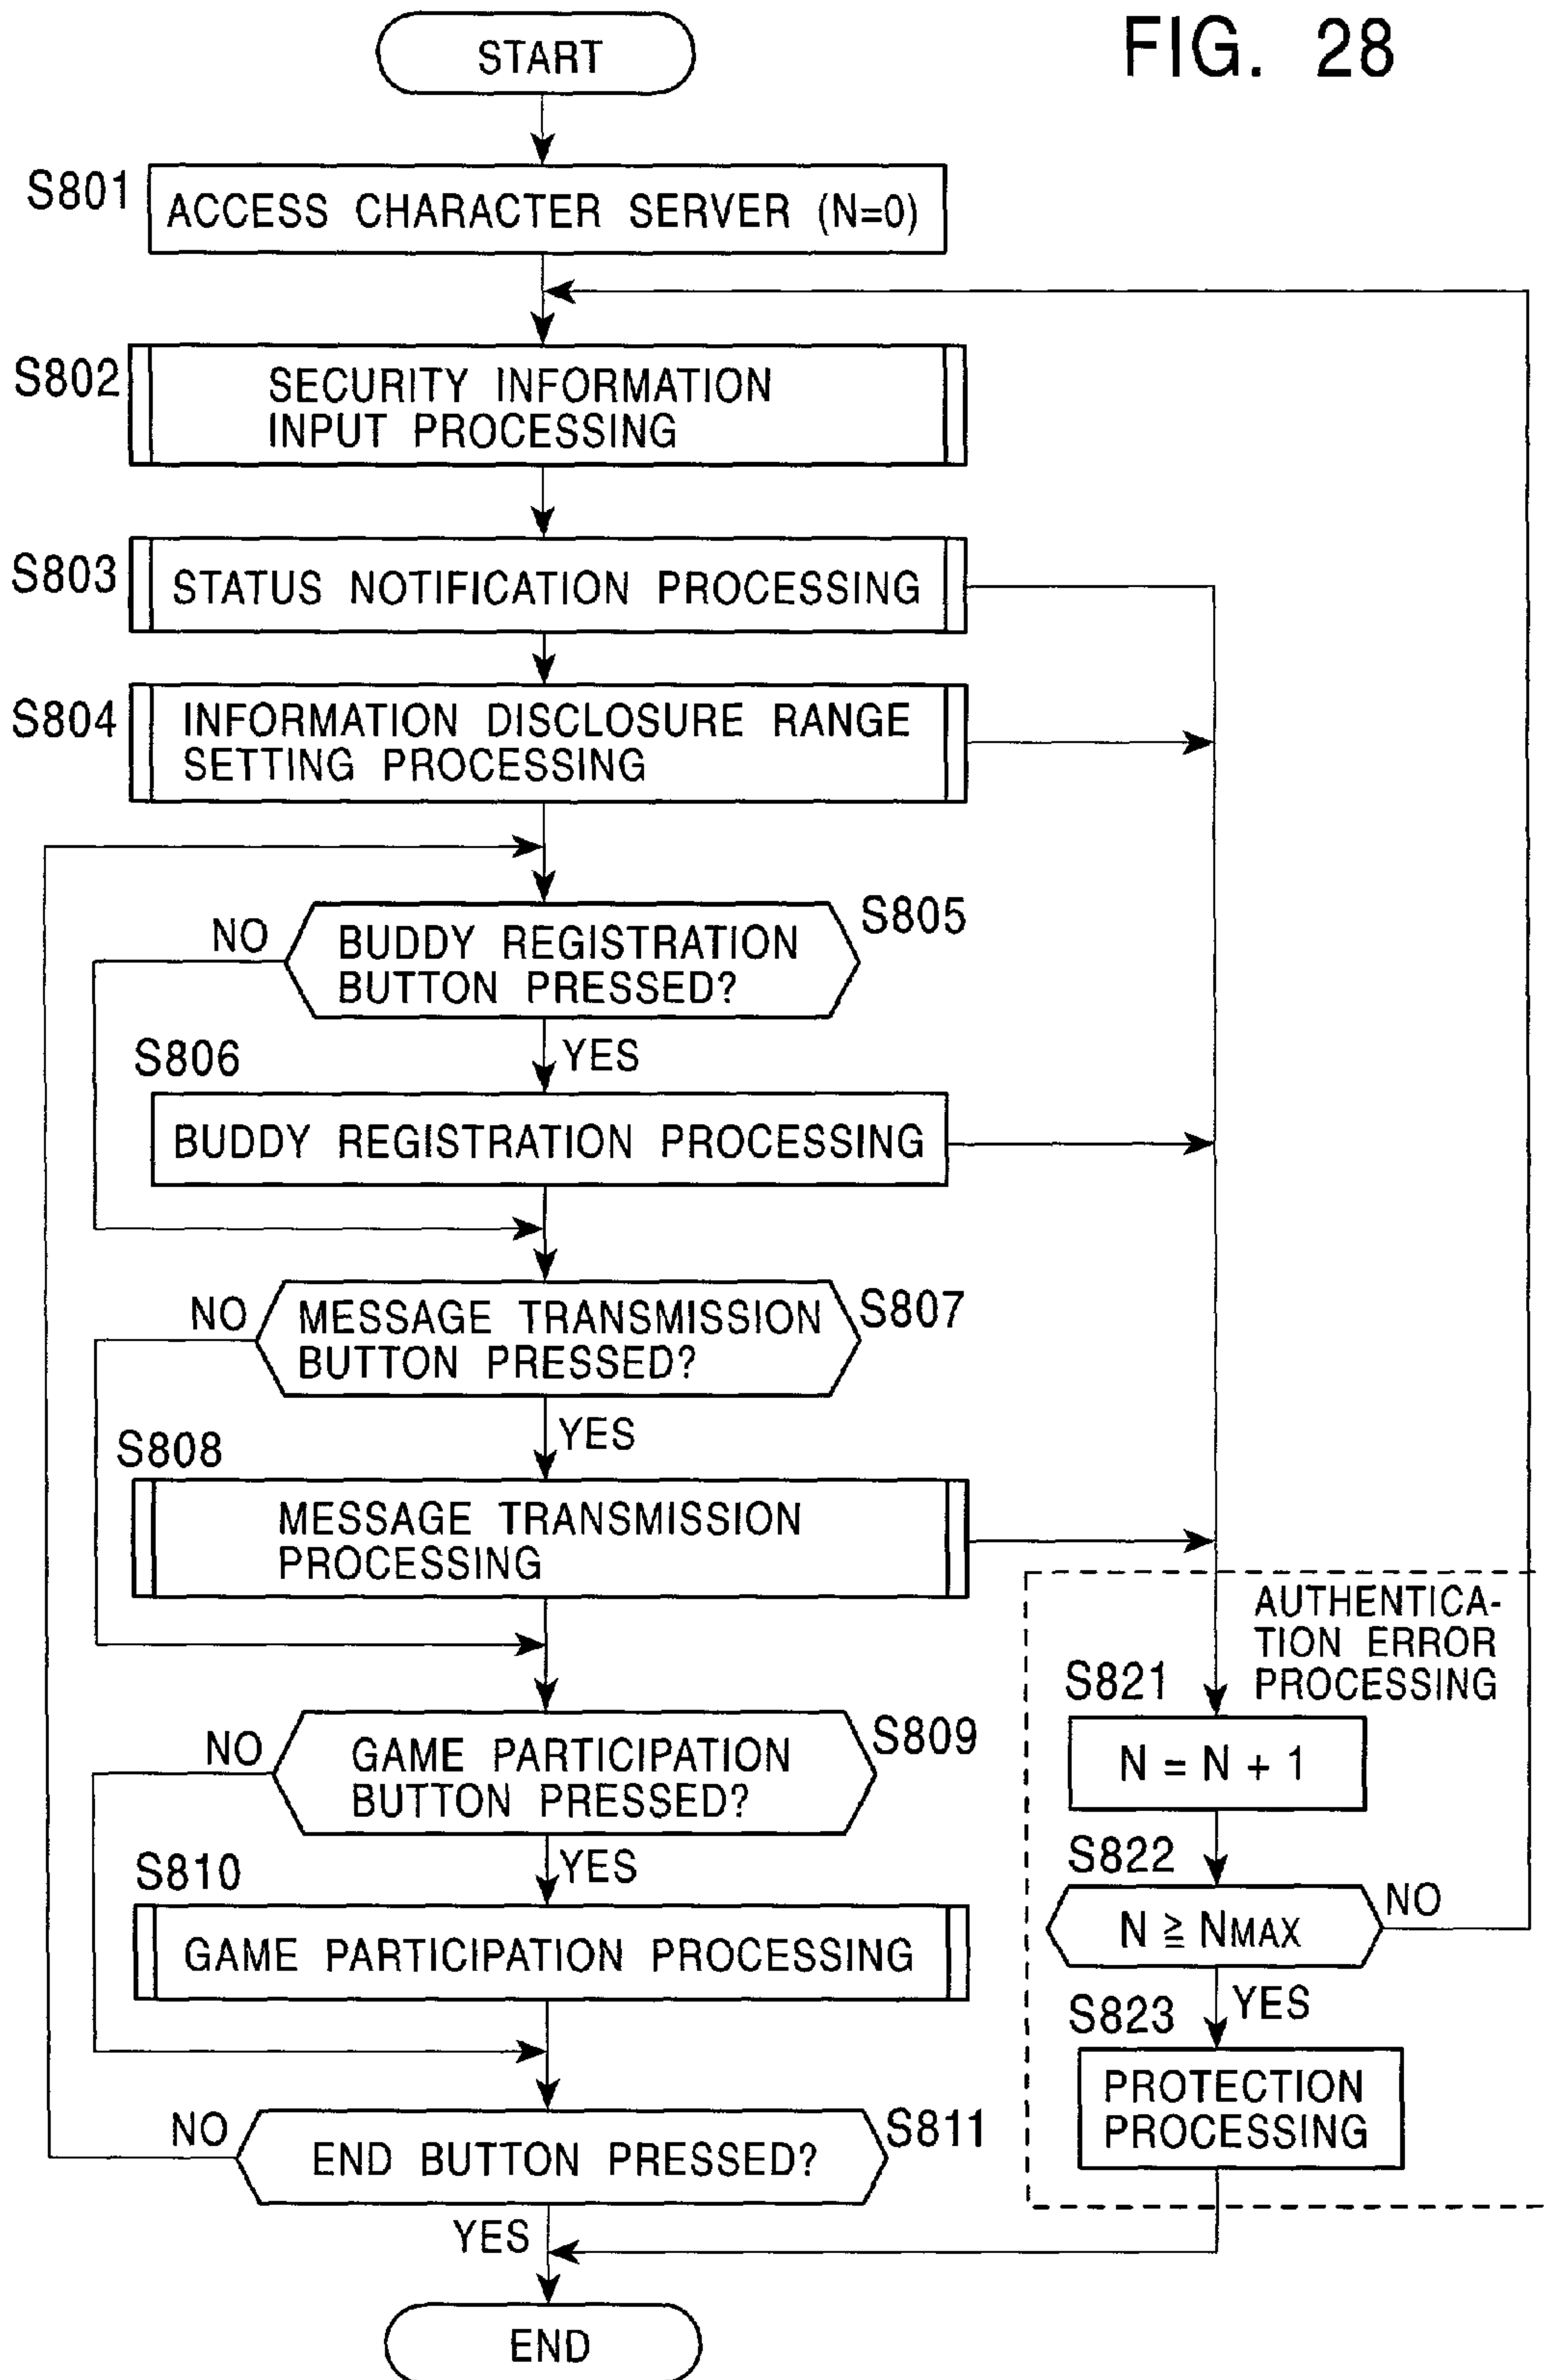 FIG. 28
START
S801
ACCESS CHARACTER SERVER (N=0)
S802
SECURITY INFORMATION
INPUT PROCESSING
S803
STATUS NOTIFICATION PROCESSING
S804
INFORMATION DISCLOSURE RANGE
SETTING PROCESSING
S805
NO
BUDDY REGISTRATION
BUTTON PRESSED?
YES
S806
BUDDY REGISTRATION PROCESSING
S807
NO
MESSAGE TRANSMISSION
BUTTON PRESSED?
YES
S808
MESSAGE TRANSMISSION
PROCESSING
S809
NO
GAME PARTICIPATION
BUTTON PRESSED?
YES
S810
GAME PARTICIPATION PROCESSING
S811
NO
END BUTTON PRESSED?
YES
END
AUTHENTICA-
TION ERROR
PROCESSING
S821
N = N + 1
S822
N ≧ NMAX
NO
YES
S823
PROTECTION
PROCESSING